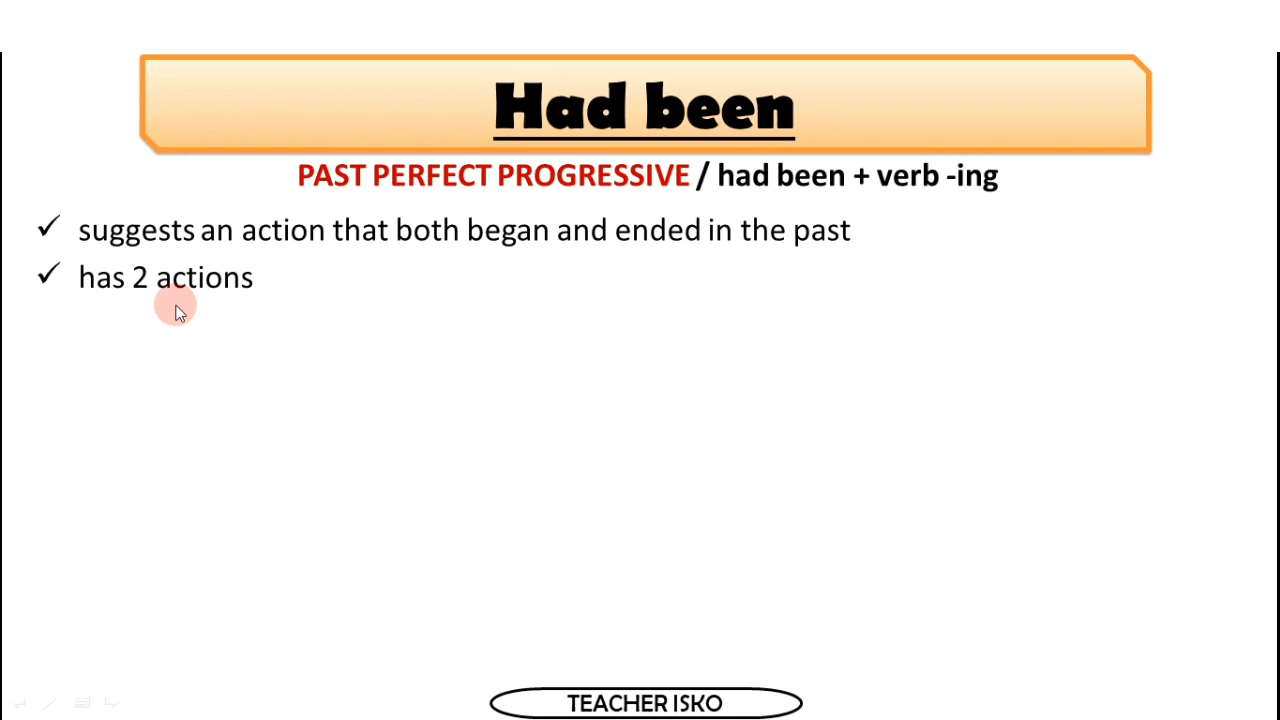 Had been
PAST PERFECT PROGRESSIVE / had been + verb -ing
✓ suggests an action that both began and ended in the past
✓ has 2 actions
TEACHER ISKO